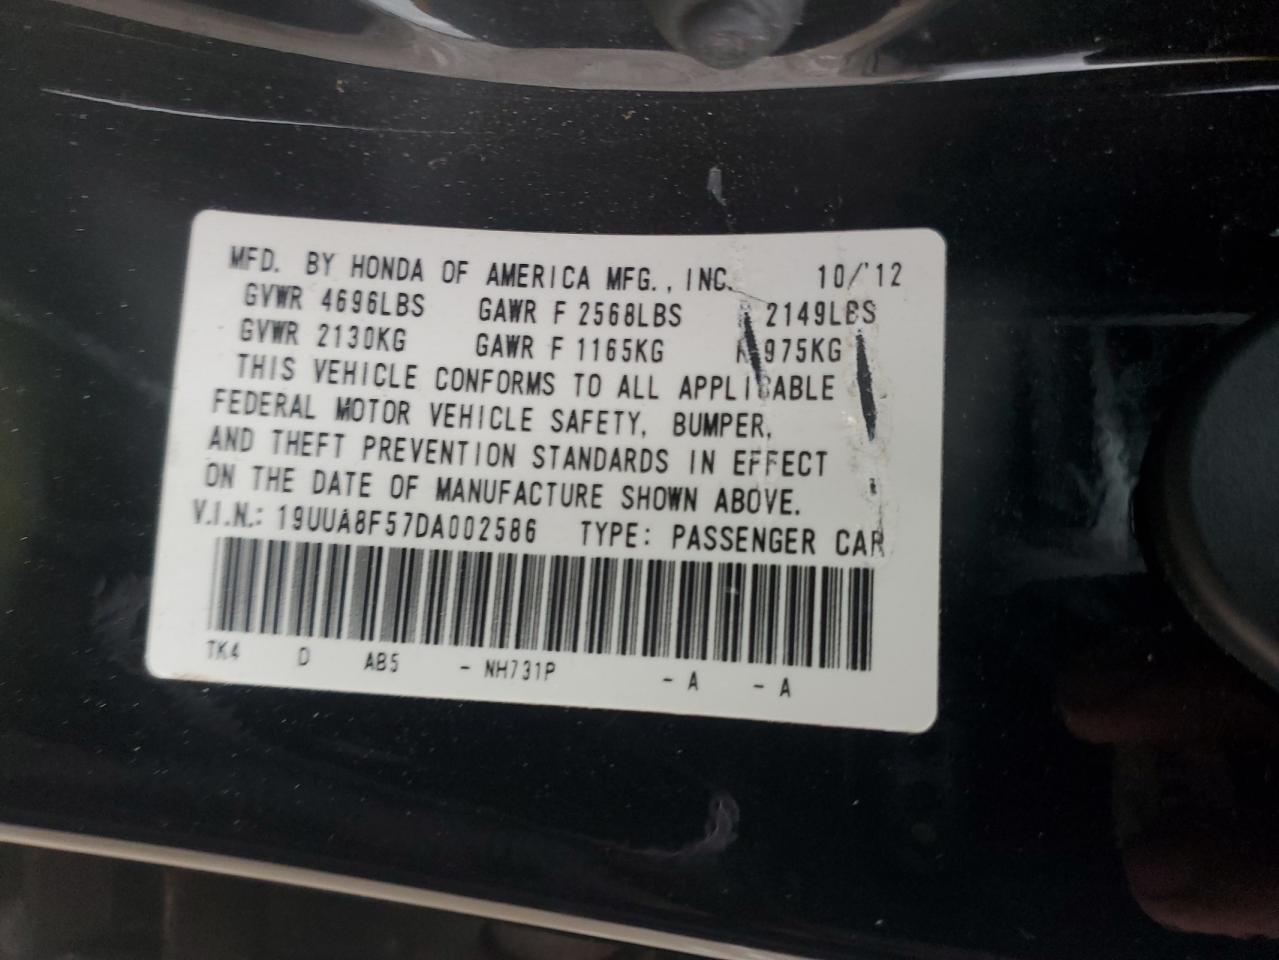 MFD. BY HONDA OF AMERICA MFG., INC. 10/'12
GVWR 4696LBS GAWR F 2568LBS 2149LBS
GVWR 2130KG GAWR F 1165KG R 975KG
THIS VEHICLE CONFORMS TO ALL APPLICABLE
FEDERAL MOTOR VEHICLE SAFETY, BUMPER,
AND THEFT PREVENTION STANDARDS IN EFFECT
ON THE DATE OF MANUFACTURE SHOWN ABOVE.
V.I.N.: 19UUA8F57DA002586 TYPE: PASSENGER CAR
TK4 D AB5 - NH731P - A - A